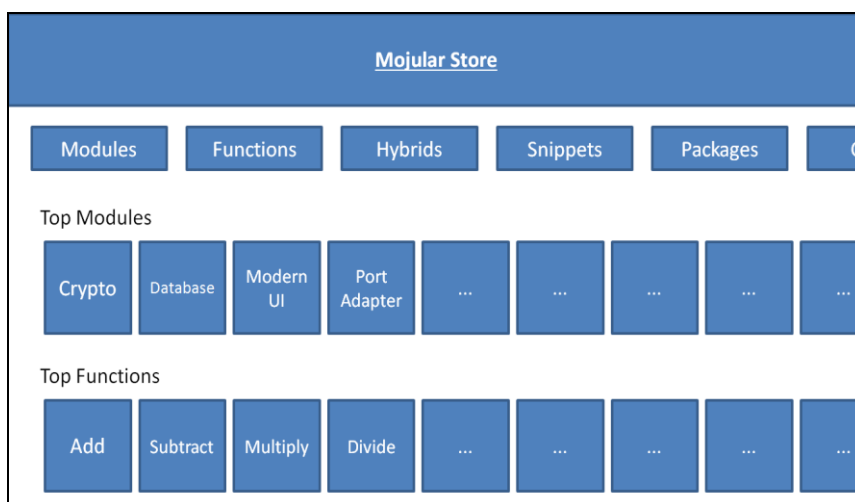 Mojular Store
Modules Functions Hybrids Snippets Packages
Top Modules
Crypto Database Modern UI Port Adapter ... ... ... ... ...
Top Functions
Add Subtract Multiply Divide ... ... ... ... ...